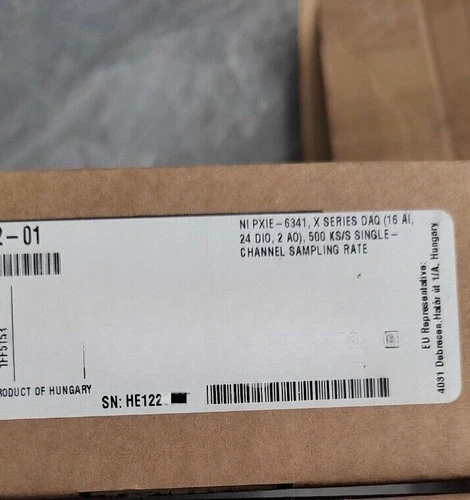 2-01
NI PXIE-6341, X SERIES DAQ (16 AI,
24 DIO, 2 AO), 500 KS/S SINGLE-
CHANNEL SAMPLING RATE
EU Representative:
4031 Debrecen, Határ út 1/A, Hungary
RODUCT OF HUNGARY
SN: HE122